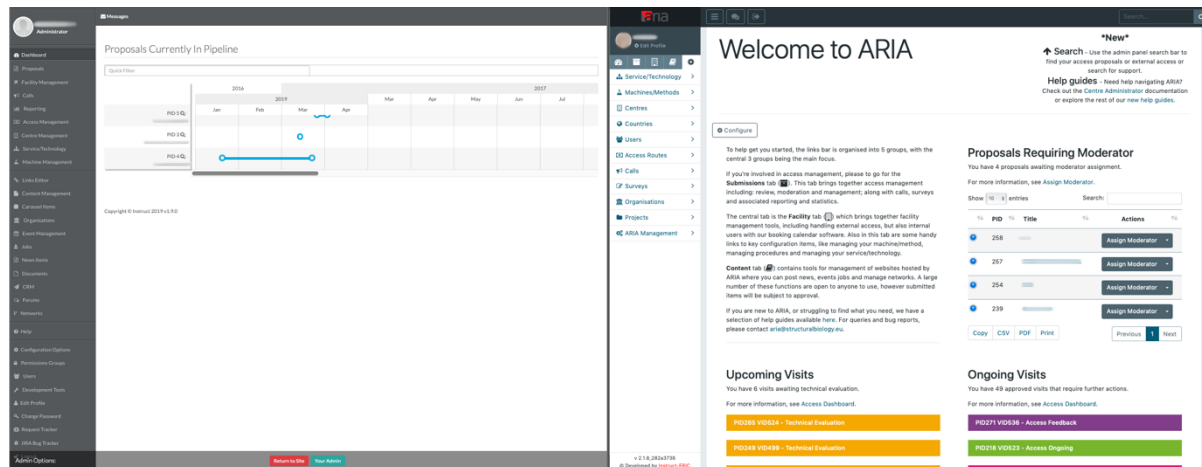 Administrator
Dashboard
Proposals
Facility Management
Calls
Reporting
Access Management
Centre Management
Service/Technology
Machine Management
Links Editor
Content Management
Carousel Items
Organisations
Event Management
Jobs
News Items
Documents
CRM
Forums
Networks
Help
Configuration Options
Permissions Groups
Users
Development Tools
Edit Profile
Change Password
Request Tracker
JIRA Bug Tracker
Admin Options:
Messages
Proposals Currently In Pipeline
Quick Filter
2016 2017
2019
Jan Feb Mar Apr Mar Apr May Jun Jul
PID 1
PID 2
PID 4
Copyright © Instruct 2019 v1.9.0
Return to Site Your Admin
aria
Edit Profile
Service/Technology
Machines/Methods
Centres
Countries
Users
Access Routes
Calls
Surveys
Organisations
Projects
ARIA Management
v 2.1.8_282a3736
© Developed by Instruct-ERIC
Search...
Welcome to ARIA
*New*
Search - Use the admin panel search bar to
find your access proposals or external access or
search for support.
Help guides - Need help navigating ARIA?
Check out the Centre Administrator documentation
or explore the rest of our new help guides.
Configure
To help get you started, the links bar is organised into 5 groups, with the
central 3 groups being the main focus.
If you're involved in access management, please to go for the
Submissions tab ( ). This tab brings together access management
including: review, moderation and management; along with calls, surveys
and associated reporting and statistics.
The central tab is the Facility tab ( ) which brings together facility
management tools, including handling external access, but also internal
users with our booking calendar software. Also in this tab are some handy
links to key configuration items, like managing your machine/method,
managing procedures and managing your service/technology.
Content tab ( ) contains tools for management of websites hosted by
ARIA where you can post news, events jobs and manage networks. A large
number of these functions are open to anyone to use, however submitted
items will be subject to approval.
If you are new to ARIA, or struggling to find what you need, we have a
selection of help guides available here. For queries and bug reports,
please contact aria@structuralbiology.eu.
Proposals Requiring Moderator
You have 4 proposals awaiting moderator assignment.
For more information, see Assign Moderator.
Show 10 entries Search:
PID Title Actions
258 Assign Moderator
257 Assign Moderator
254 Assign Moderator
239 Assign Moderator
Copy CSV PDF Print Previous 1 Next
Upcoming Visits
You have 6 visits awaiting technical evaluation.
For more information, see Access Dashboard.
PID265 VID524 - Technical Evaluation
PID249 VID499 - Technical Evaluation
Ongoing Visits
You have 49 approved visits that require further actions.
For more information, see Access Dashboard.
PID271 VID536 - Access Feedback
PID218 VID523 - Access Ongoing